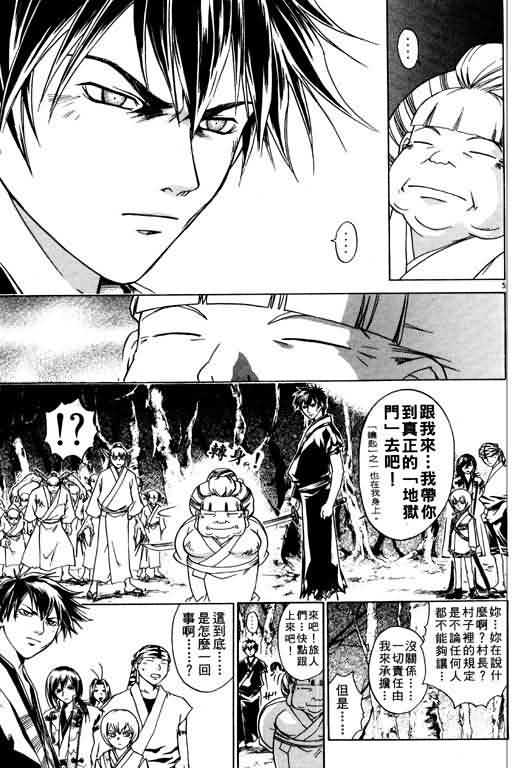 ‥‥
‥‥
5
跟我來…我帶你
到真正的「地獄
門」去吧！
「鑰匙」之一也在我身上。
轉身
！？
妳…妳在說什
麼啊？村長？
村子裡的規定
是不論任何人
都不能夠讓…
沒關係…
一切責任由
我來承擔
但是…
來吧！旅人
們…快點跟
上來吧！
這到底…
是怎麼一回
事啊？…